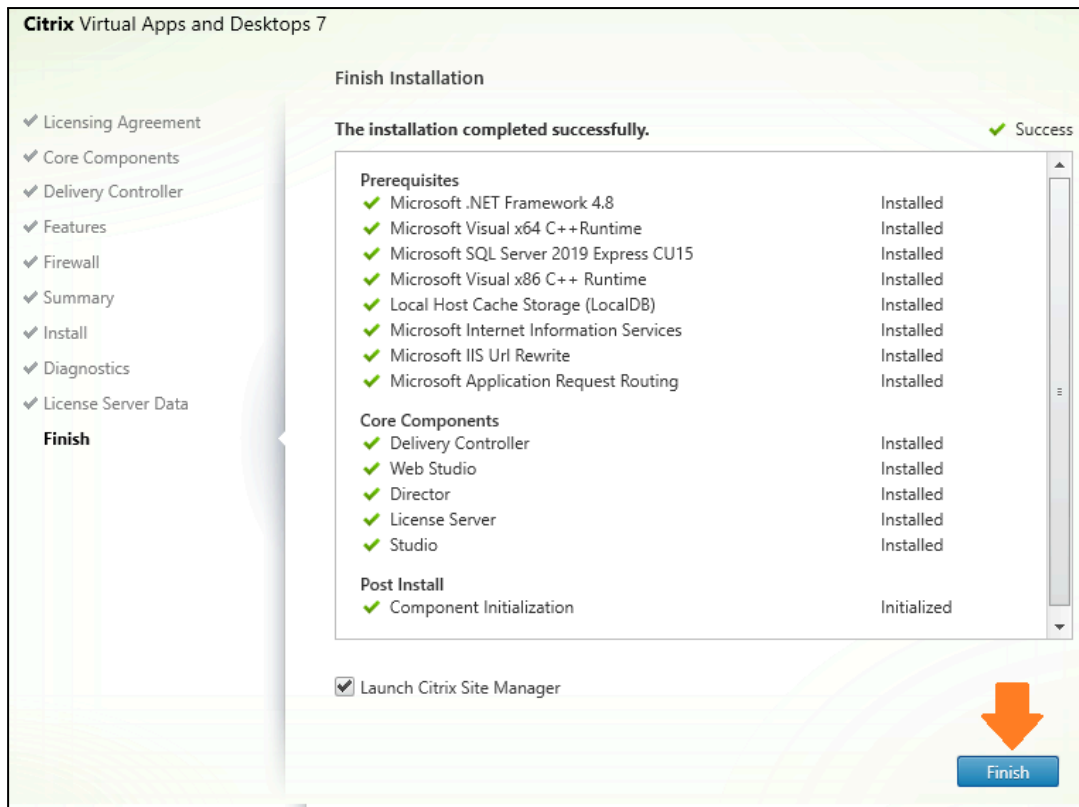 Citrix Virtual Apps and Desktops 7
Finish Installation
Licensing Agreement
Core Components
Delivery Controller
Features
Firewall
Summary
Install
Diagnostics
License Server Data
Finish
The installation completed successfully. Success
Prerequisites
Microsoft .NET Framework 4.8 Installed
Microsoft Visual x64 C++Runtime Installed
Microsoft SQL Server 2019 Express CU15 Installed
Microsoft Visual x86 C++ Runtime Installed
Local Host Cache Storage (LocalDB) Installed
Microsoft Internet Information Services Installed
Microsoft IIS Url Rewrite Installed
Microsoft Application Request Routing Installed
Core Components
Delivery Controller Installed
Web Studio Installed
Director Installed
License Server Installed
Studio Installed
Post Install
Component Initialization Initialized
Launch Citrix Site Manager
Finish